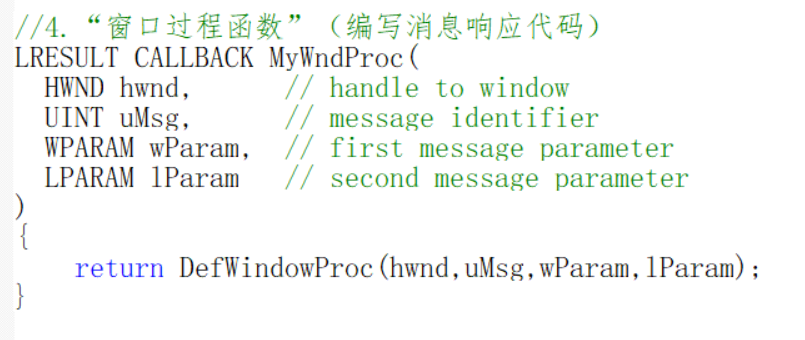 //4.“窗口过程函数”（编写消息响应代码）
LRESULT CALLBACK MyWndProc(
  HWND hwnd,      // handle to window
  UINT uMsg,      // message identifier
  WPARAM wParam,  // first message parameter
  LPARAM lParam   // second message parameter
)
{
    return DefWindowProc(hwnd,uMsg,wParam,lParam);
}